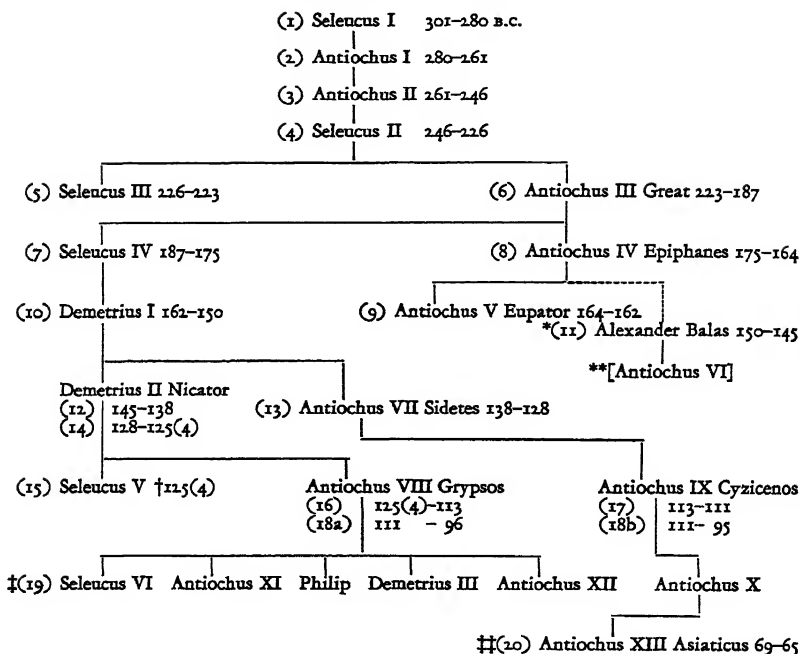 (1) Seleucus I 301–280 B.C.
(2) Antiochus I 280–261
(3) Antiochus II 261–246
(4) Seleucus II 246–226
(5) Seleucus III 226–223 (6) Antiochus III Great 223–187
(7) Seleucus IV 187–175 (8) Antiochus IV Epiphanes 175–164
(10) Demetrius I 162–150 (9) Antiochus V Eupator 164–162
*(11) Alexander Balas 150–145
**[Antiochus VI]
Demetrius II Nicator
(12) 145–138 (13) Antiochus VII Sidetes 138–128
(14) 128–125(4)
(15) Seleucus V †125(4) Antiochus VIII Grypsos Antiochus IX Cyzicenos
(16) 125(4)–113 (17) 113–111
(18a) 111 – 96 (18b) 111– 95
‡(19) Seleucus VI Antiochus XI Philip Demetrius III Antiochus XII Antiochus X
‡‡(20) Antiochus XIII Asiaticus 69–65